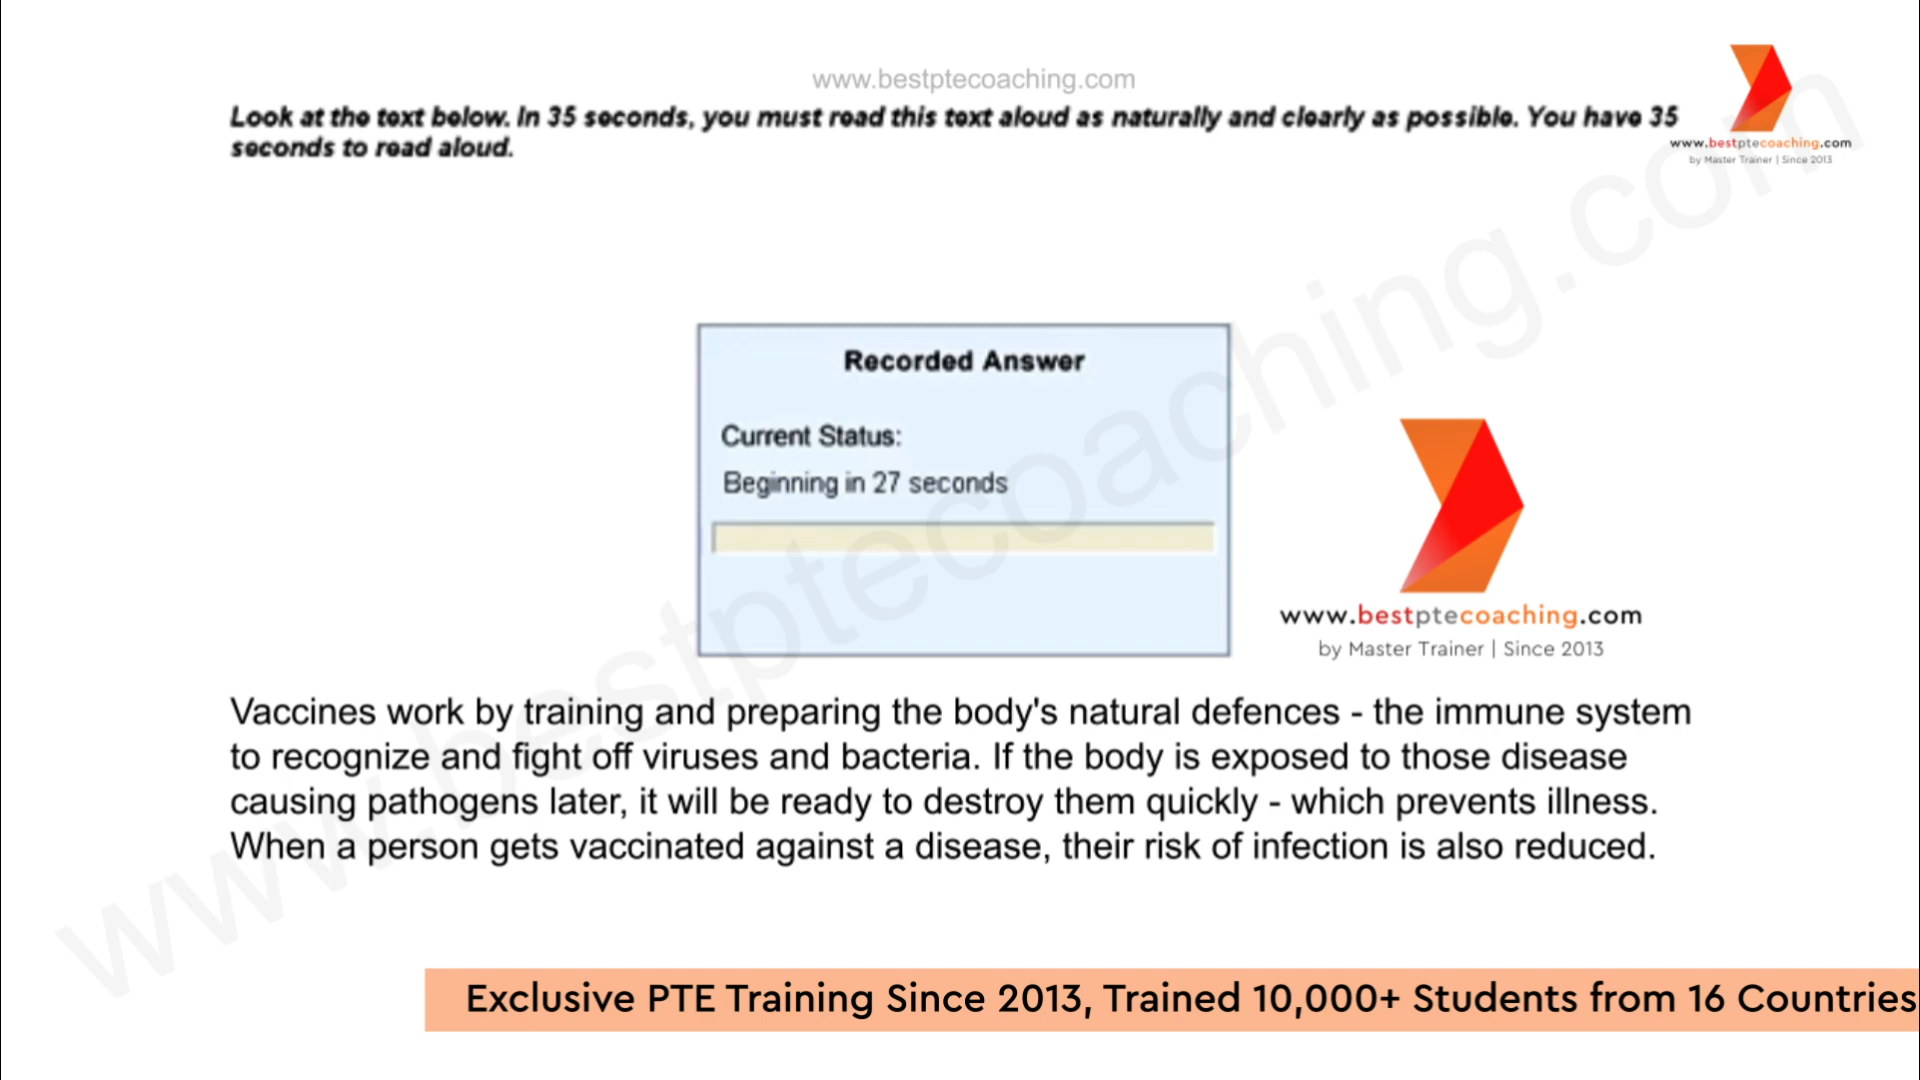 www.bestptecoaching.com
Look at the text below. In 35 seconds, you must read this text aloud as naturally and clearly as possible. You have 35
seconds to read aloud.
www.bestptecoaching.com
by Master Trainer | Since 2013
Recorded Answer
Current Status:
Beginning in 27 seconds
www.bestptecoaching.com
by Master Trainer | Since 2013
www.bestptecoaching.com
Vaccines work by training and preparing the body's natural defences - the immune system
to recognize and fight off viruses and bacteria. If the body is exposed to those disease
causing pathogens later, it will be ready to destroy them quickly - which prevents illness.
When a person gets vaccinated against a disease, their risk of infection is also reduced.
Exclusive PTE Training Since 2013, Trained 10,000+ Students from 16 Countries